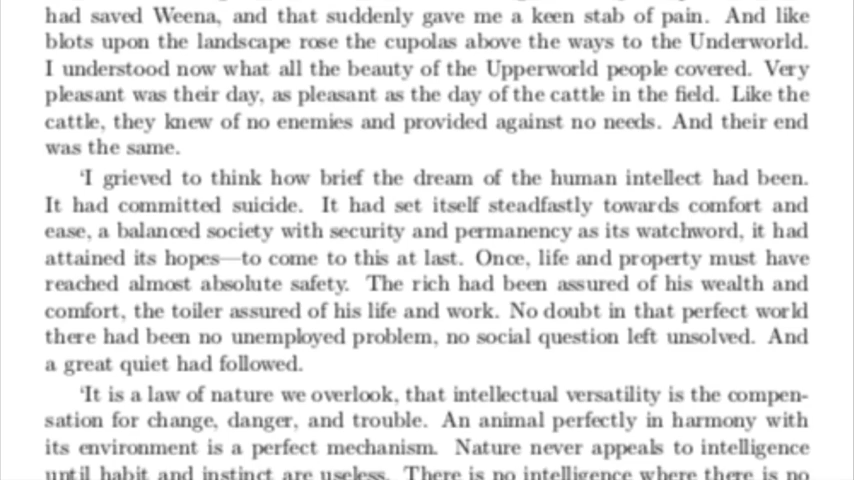 had saved Weena, and that suddenly gave me a keen stab of pain. And like
blots upon the landscape rose the cupolas above the ways to the Underworld.
I understood now what all the beauty of the Upperworld people covered. Very
pleasant was their day, as pleasant as the day of the cattle in the field. Like the
cattle, they knew of no enemies and provided against no needs. And their end
was the same.
‘I grieved to think how brief the dream of the human intellect had been.
It had committed suicide. It had set itself steadfastly towards comfort and
ease, a balanced society with security and permanency as its watchword, it had
attained its hopes—to come to this at last. Once, life and property must have
reached almost absolute safety. The rich had been assured of his wealth and
comfort, the toiler assured of his life and work. No doubt in that perfect world
there had been no unemployed problem, no social question left unsolved. And
a great quiet had followed.
‘It is a law of nature we overlook, that intellectual versatility is the compen-
sation for change, danger, and trouble. An animal perfectly in harmony with
its environment is a perfect mechanism. Nature never appeals to intelligence
until habit and instinct are useless. There is no intelligence where there is no